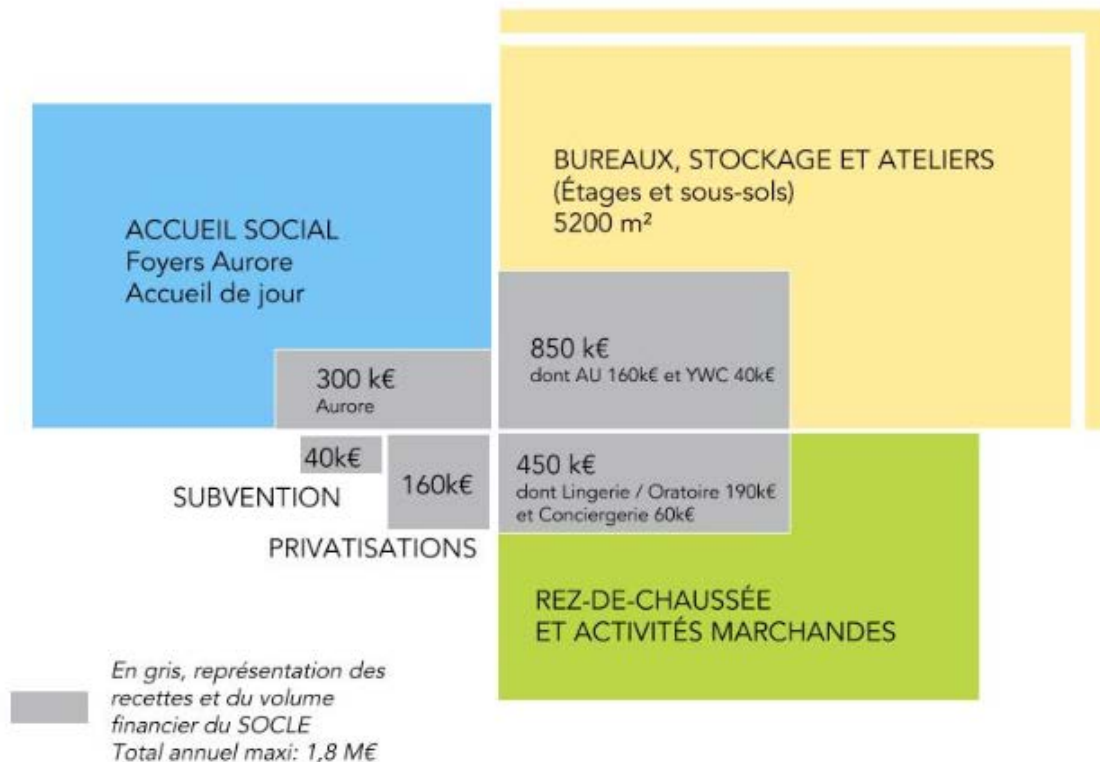 BUREAUX, STOCKAGE ET ATELIERS
(Étages et sous-sols)
5200 m²
ACCUEIL SOCIAL
Foyers Aurore
Accueil de jour
850 k€
dont AU 160k€ et YWC 40k€
300 k€
Aurore
40k€
SUBVENTION
160k€
PRIVATISATIONS
450 k€
dont Lingerie / Oratoire 190k€
et Conciergerie 60k€
REZ-DE-CHAUSSÉE
ET ACTIVITÉS MARCHANDES
En gris, représentation des
recettes et du volume
financier du SOCLE
Total annuel maxi: 1,8 M€